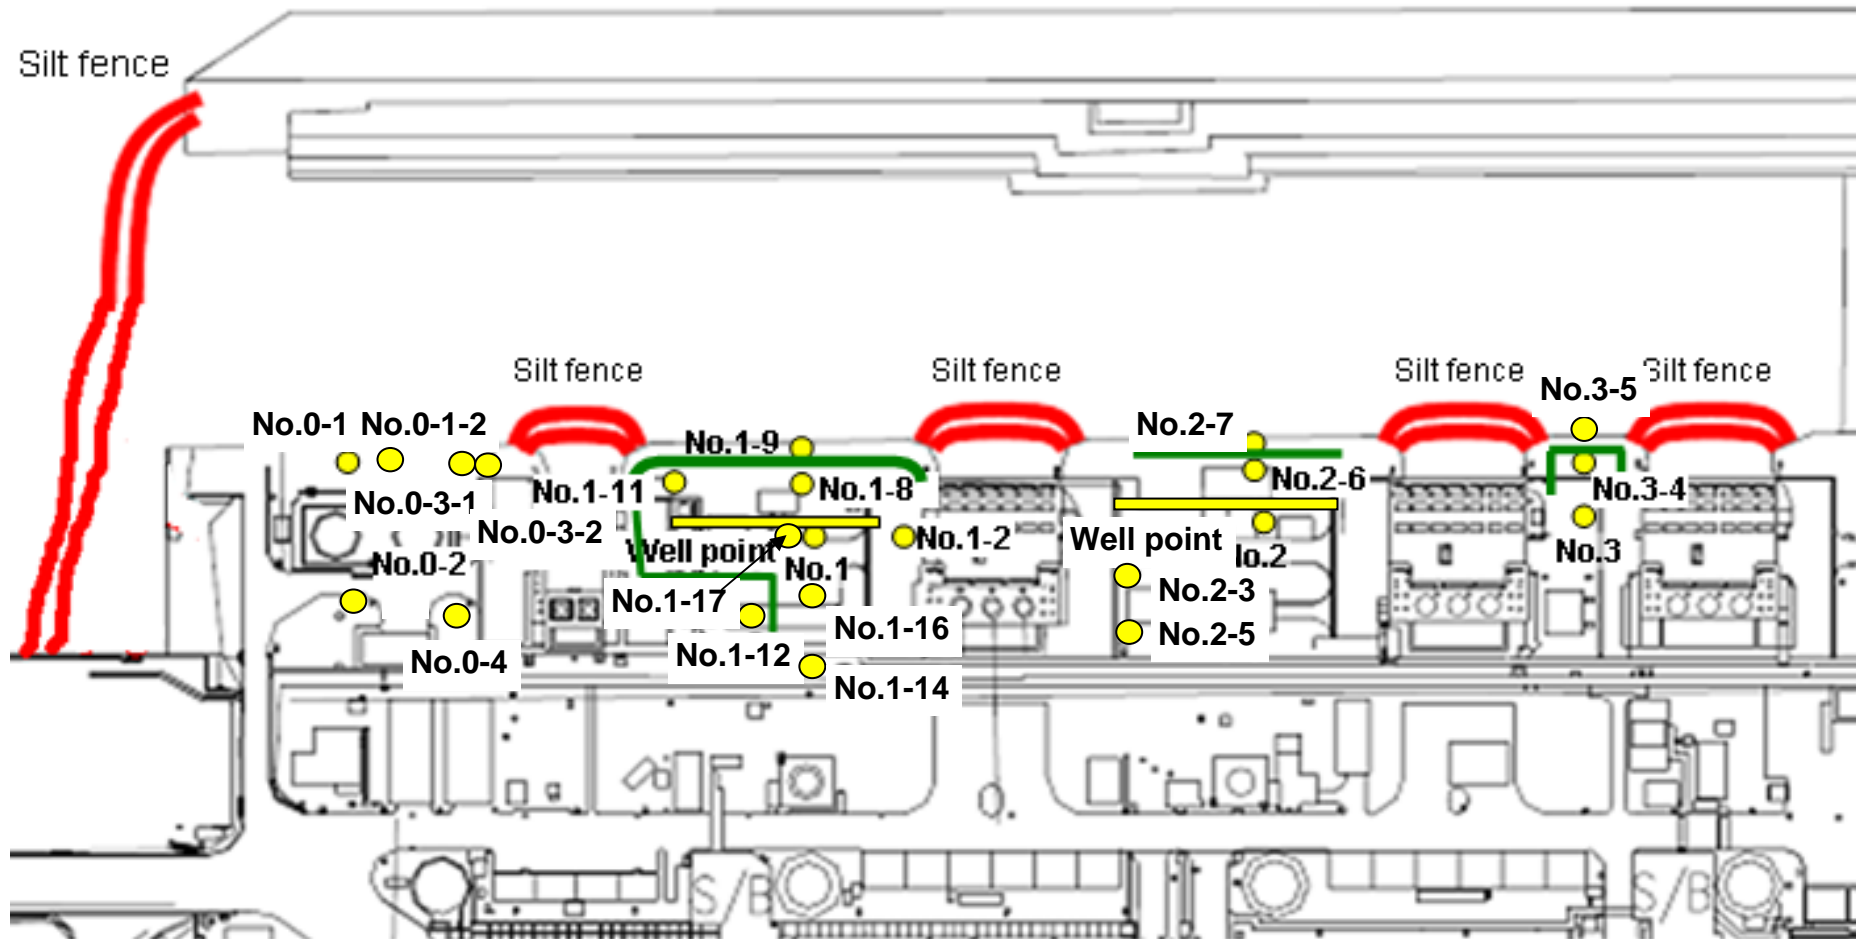 Silt fence
Silt fence
Silt fence
Silt fence
Silt fence
No.3-5
No.0-1
No.0-1-2
No.1-9
No.2-7
No.1-11
No.1-8
No.2-6
No.3-4
No.0-3-1
No.0-3-2
No.1-2
Well point
Well point
No.2
No.3
No.0-2
No.1
No.1-17
No.2-3
No.1-16
No.2-5
No.0-4
No.1-12
No.1-14
S/B
S/B